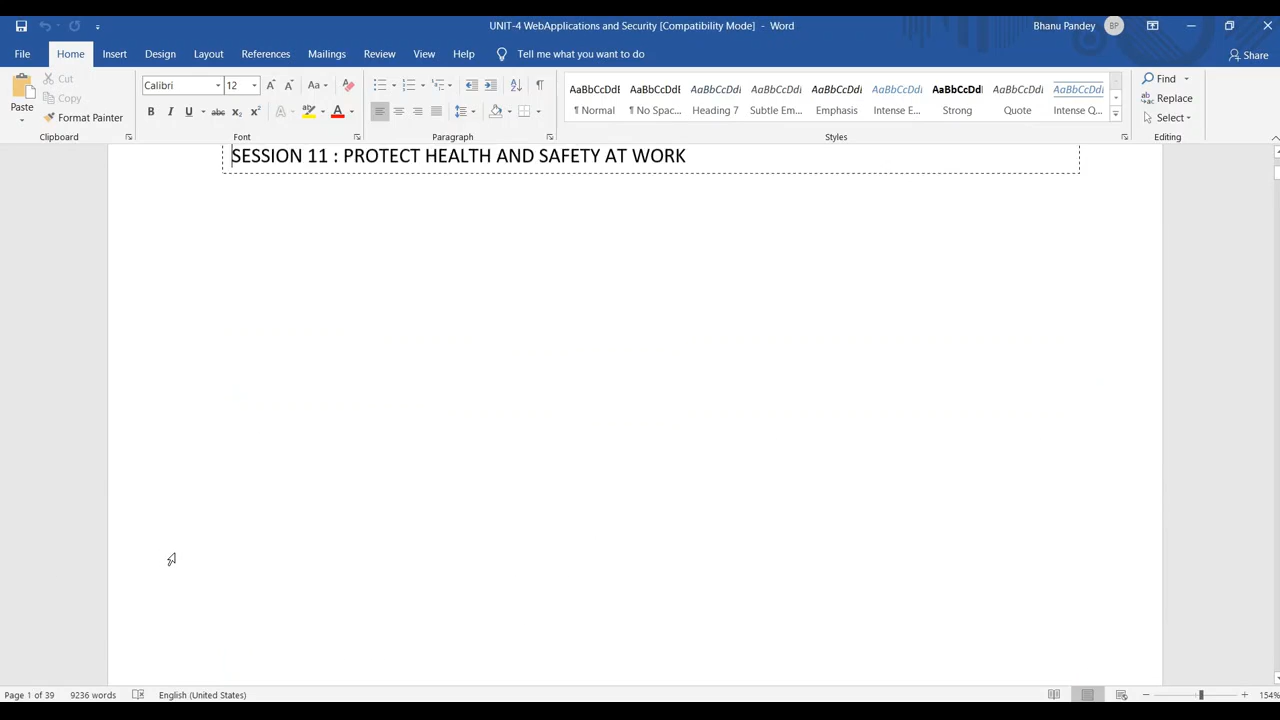 UNIT-4 WebApplications and Security [Compatibility Mode] - Word
Bhanu Pandey BP
File Home Insert Design Layout References Mailings Review View Help Tell me what you want to do Share
Paste
Cut
Copy
Format Painter
Clipboard
Calibri 12
Font
Paragraph
AaBbCcDdE AaBbCcDdE AaBbCcDdI AaBbCcDdE AaBbCcDdI AaBbCcDdI AaBbCcDdI AaBbCcDdI AaBbCcDdI
¶ Normal ¶ No Spac... Heading 7 Subtle Em... Emphasis Intense E... Strong Quote Intense Q...
Styles
Find
Replace
Select
Editing
SESSION 11 : PROTECT HEALTH AND SAFETY AT WORK
Page 1 of 39 9236 words English (United States) 154%